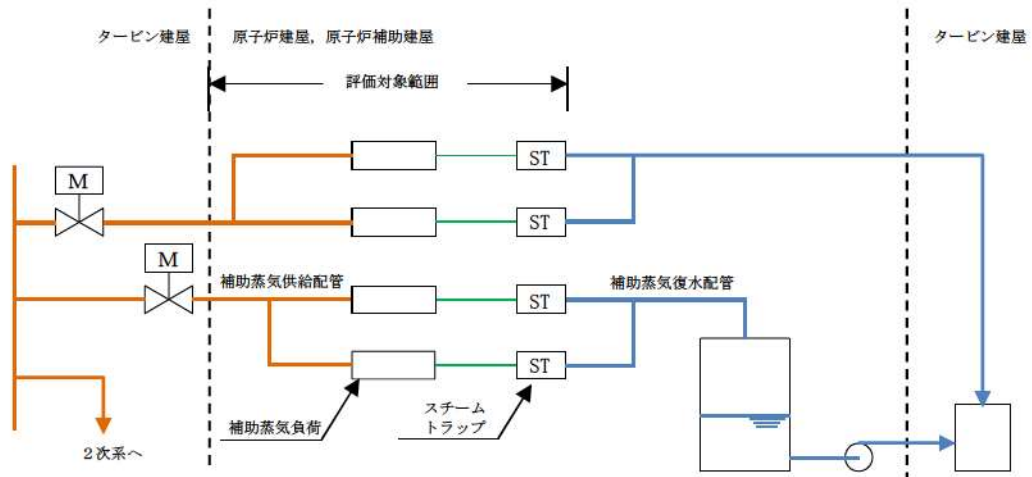 タービン建屋
原子炉建屋，原子炉補助建屋
タービン建屋
評価対象範囲
ST
M
ST
M
補助蒸気供給配管
ST
補助蒸気復水配管
ST
補助蒸気負荷
スチーム
トラップ
２次系へ